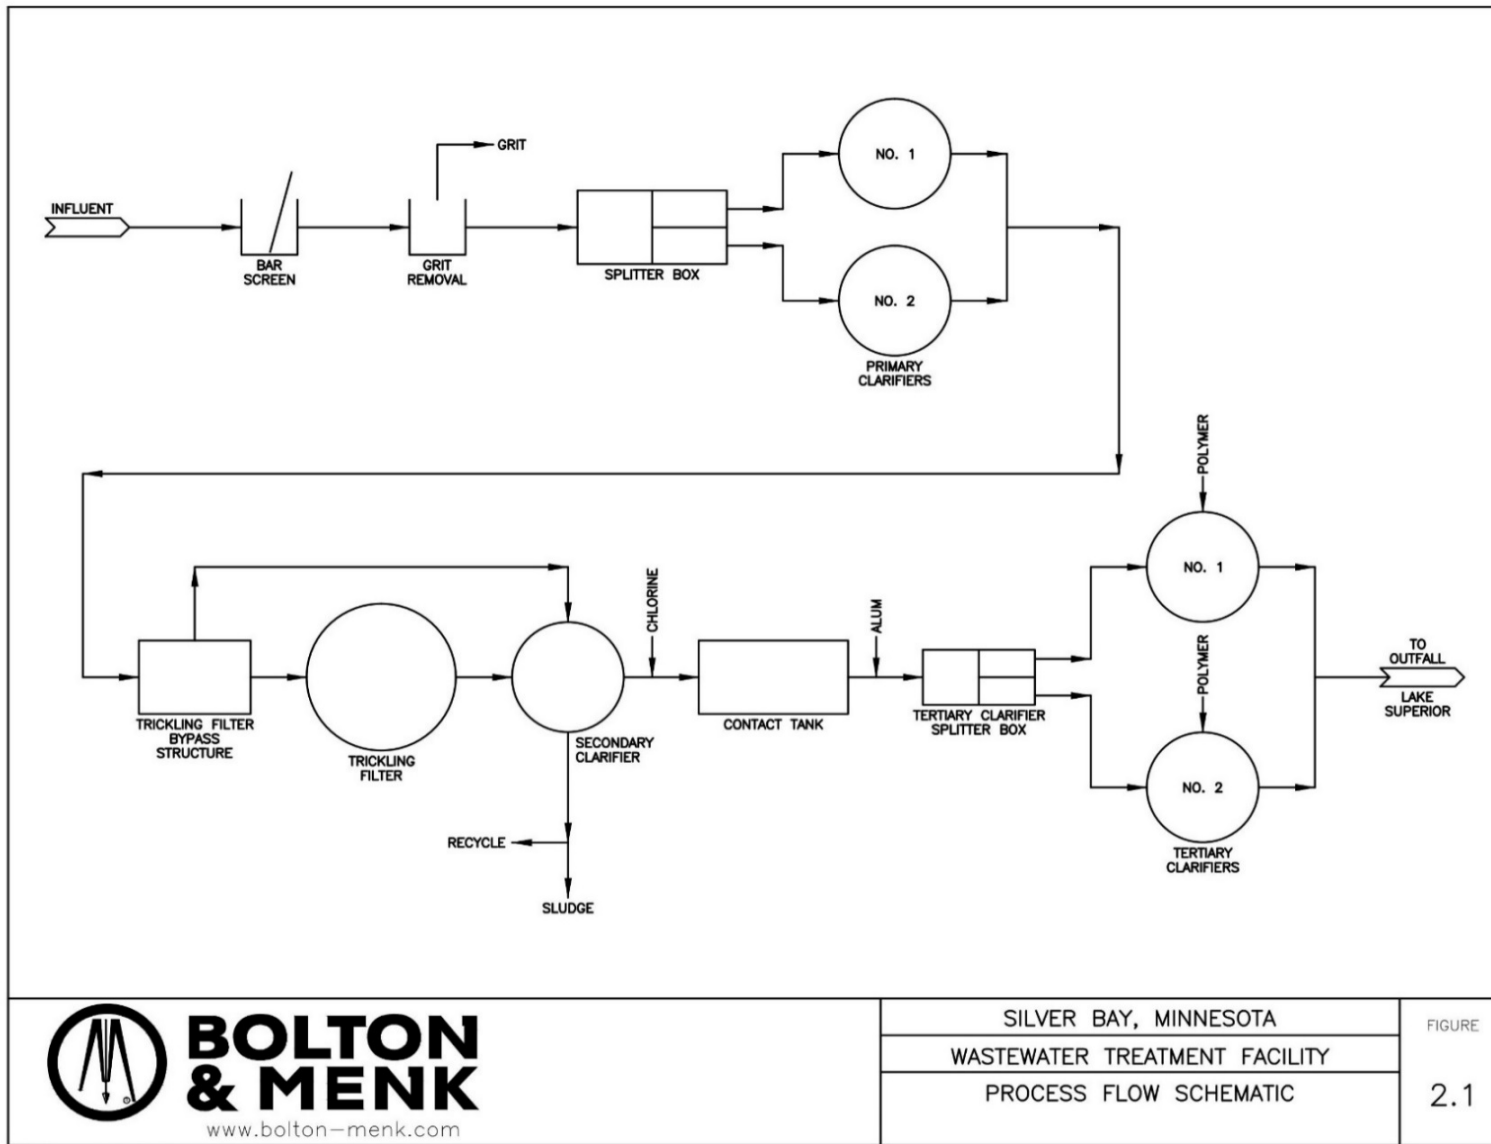 GRIT
NO. 1
INFLUENT
BAR
SCREEN
GRIT
REMOVAL
SPLITTER BOX
NO. 2
PRIMARY
CLARIFIERS
POLYMER
NO. 1
CHLORINE
ALUM
POLYMER
TO
OUTFALL
LAKE
SUPERIOR
TRICKLING FILTER
BYPASS
STRUCTURE
TRICKLING
FILTER
SECONDARY
CLARIFIER
CONTACT TANK
TERTIARY CLARIFIER
SPLITTER BOX
NO. 2
TERTIARY
CLARIFIERS
RECYCLE
SLUDGE
BOLTON
& MENK
www.bolton-menk.com
SILVER BAY, MINNESOTA
WASTEWATER TREATMENT FACILITY
PROCESS FLOW SCHEMATIC
FIGURE
2.1